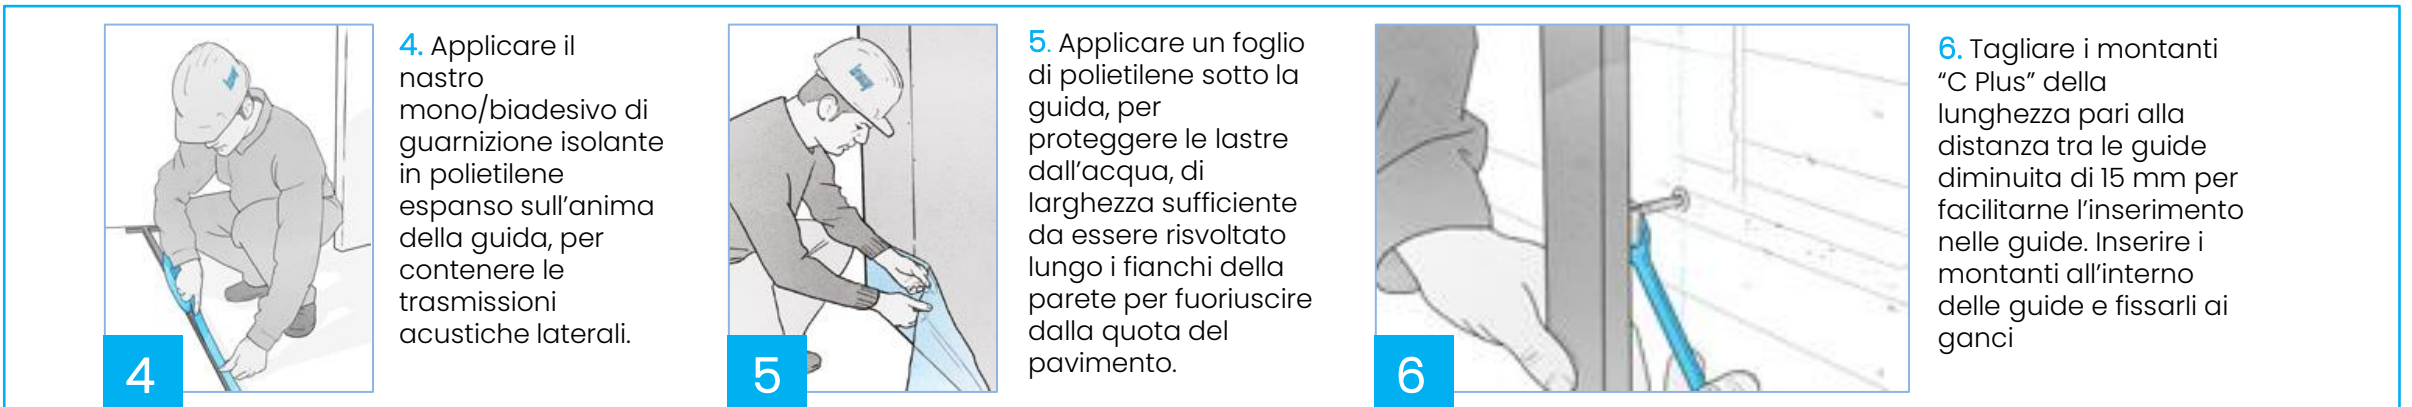 4. Applicare il
nastro
mono/biadesivo di
guarnizione isolante
in polietilene
espanso sull’anima
della guida, per
contenere le
trasmissioni
acustiche laterali.
4
5. Applicare un foglio
di polietilene sotto la
guida, per
proteggere le lastre
dall’acqua, di
larghezza sufficiente
da essere risvoltato
lungo i fianchi della
parete per fuoriuscire
dalla quota del
pavimento.
5
6. Tagliare i montanti
“C Plus” della
lunghezza pari alla
distanza tra le guide
diminuita di 15 mm per
facilitarne l’inserimento
nelle guide. Inserire i
montanti all’interno
delle guide e fissarli ai
ganci
6